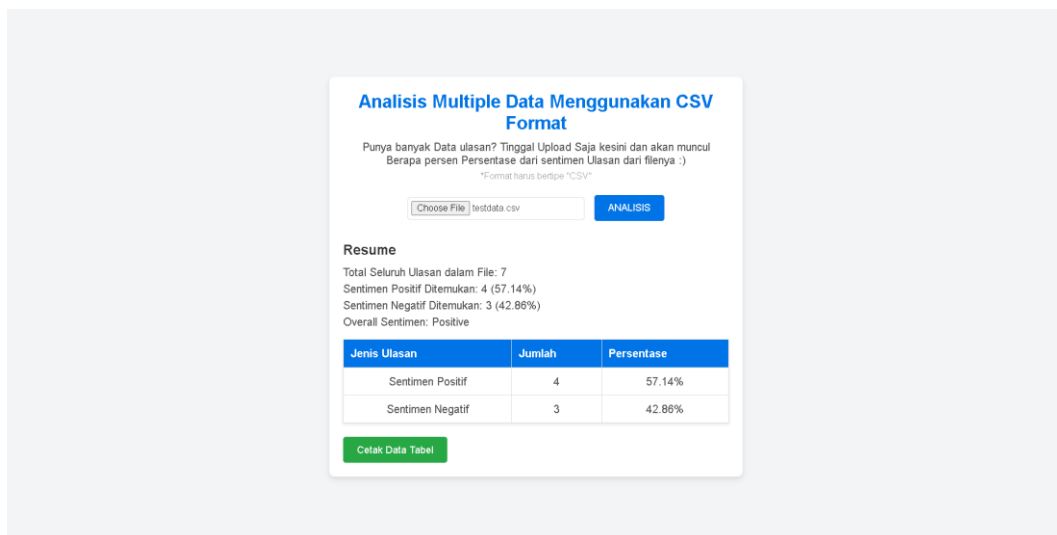 Analisis Multiple Data Menggunakan CSV
Format
Punya banyak Data ulasan? Tinggal Upload Saja kesini dan akan muncul
Berapa persen Persentase dari sentimen Ulasan dari filenya :)
*Format harus bertipe "CSV"
Choose File testdata.csv ANALISIS
Resume
Total Seluruh Ulasan dalam File: 7
Sentimen Positif Ditemukan: 4 (57.14%)
Sentimen Negatif Ditemukan: 3 (42.86%)
Overall Sentimen: Positive
Jenis Ulasan Jumlah Persentase
Sentimen Positif 4 57.14%
Sentimen Negatif 3 42.86%
Cetak Data Tabel